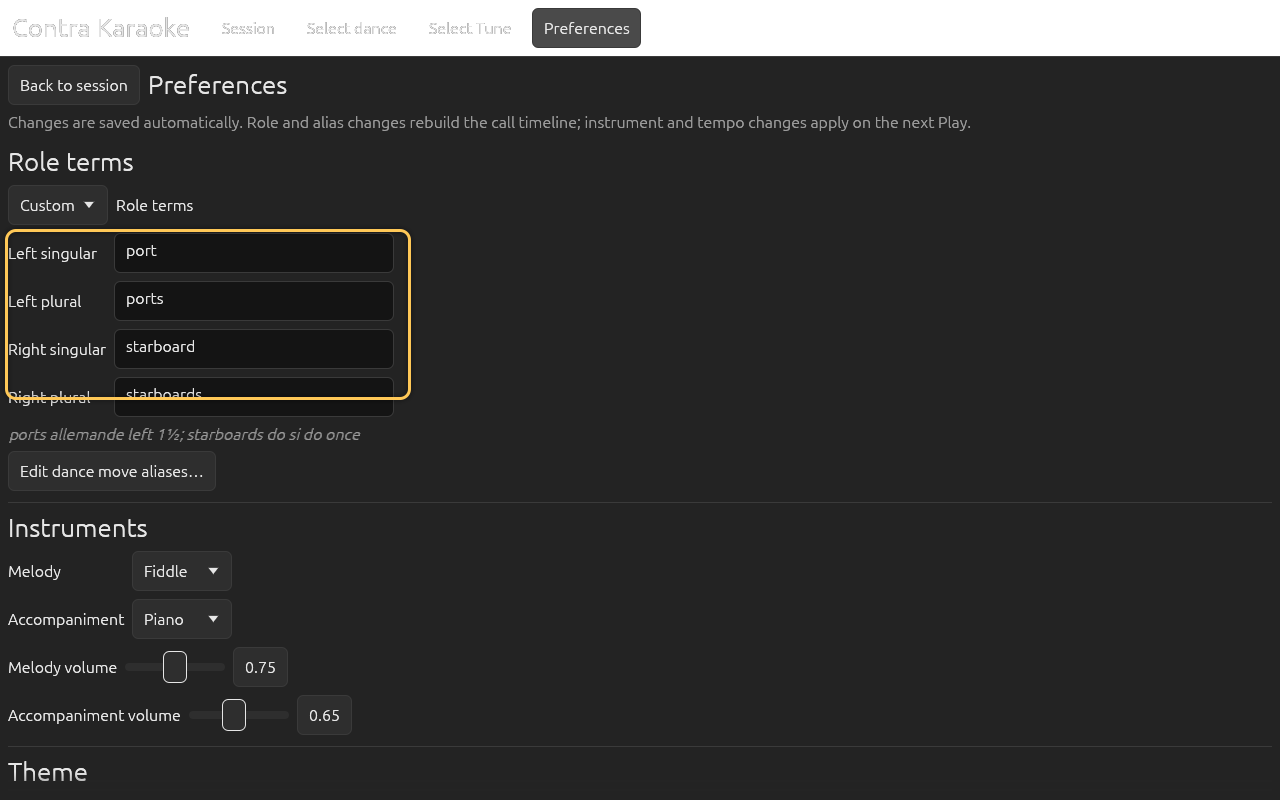 Contra Karaoke Session Select dance Select Tune Preferences
Back to session Preferences
Changes are saved automatically. Role and alias changes rebuild the call timeline; instrument and tempo changes apply on the next Play.
Role terms
Custom Role terms
Left singular port
Left plural ports
Right singular starboard
Right plural starboards
ports allemande left 1½; starboards do si do once
Edit dance move aliases...
Instruments
Melody Fiddle
Accompaniment Piano
Melody volume 0.75
Accompaniment volume 0.65
Theme